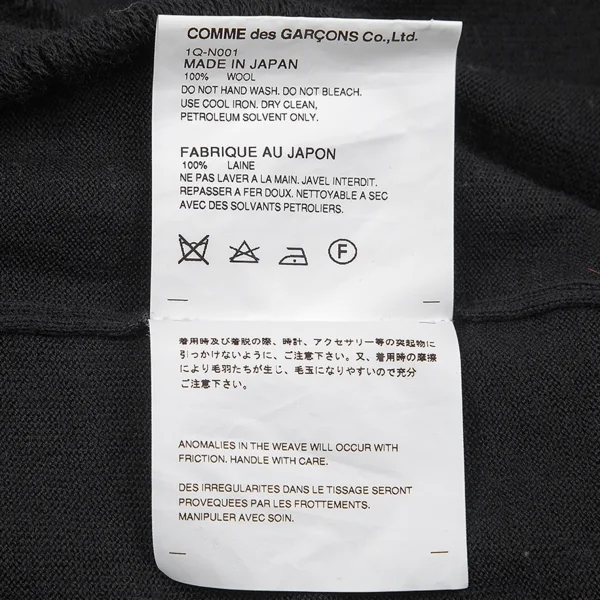 COMME des GARÇONS Co.,Ltd.
1Q-N001
MADE IN JAPAN
100% WOOL
DO NOT HAND WASH. DO NOT BLEACH.
USE COOL IRON. DRY CLEAN,
PETROLEUM SOLVENT ONLY.
FABRIQUE AU JAPON
100% LAINE
NE PAS LAVER A LA MAIN. JAVEL INTERDIT.
REPASSER A FER DOUX. NETTOYABLE A SEC
AVEC DES SOLVANTS PETROLIERS.
F
着用時及び着脱の際、時計、アクセサリー等の突起物に
引っかけないように、ご注意下さい。又、着用時の摩擦
により毛羽たちが生じ、毛玉になりやすいので充分
ご注意下さい。
ANOMALIES IN THE WEAVE WILL OCCUR WITH
FRICTION. HANDLE WITH CARE.
DES IRREGULARITES DANS LE TISSAGE SERONT
PROVEQUEES PAR LES FROTTEMENTS.
MANIPULER AVEC SOIN.